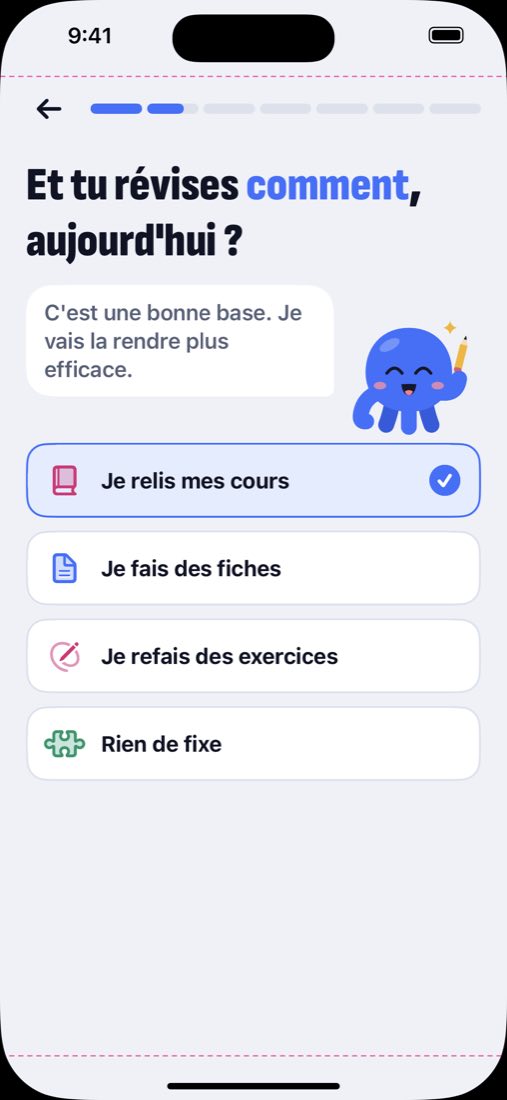 9:41
Et tu révises comment,
aujourd'hui ?
C'est une bonne base. Je
vais la rendre plus
efficace.
Je relis mes cours
Je fais des fiches
Je refais des exercices
Rien de fixe